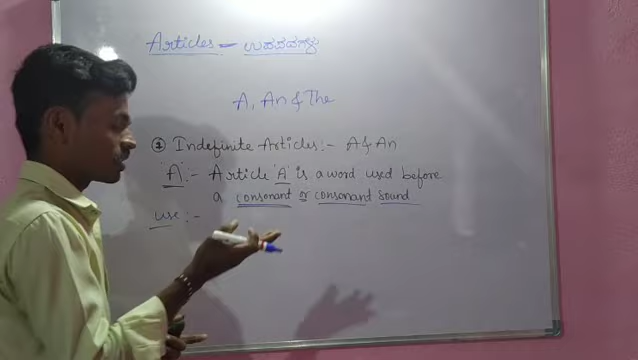 Articles = ಉಪಪದಗಳು
A, An & The
① Indefinite Articles:- A & An
'A':- Article 'A' is a word used before
a consonant or consonant sound
use:-